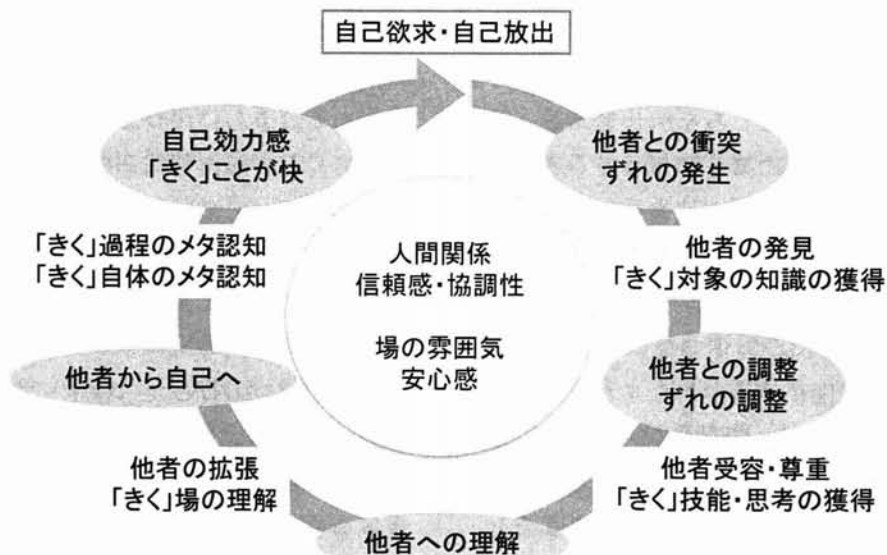 自己欲求・自己放出
他者との衝突
ずれの発生
他者の発見
「きく」対象の知識の獲得
他者との調整
ずれの調整
他者受容・尊重
「きく」技能・思考の獲得
他者への理解
他者の拡張
「きく」場の理解
他者から自己へ
「きく」過程のメタ認知
「きく」自体のメタ認知
自己効力感
「きく」ことが快
人間関係
信頼感・協調性
場の雰囲気
安心感